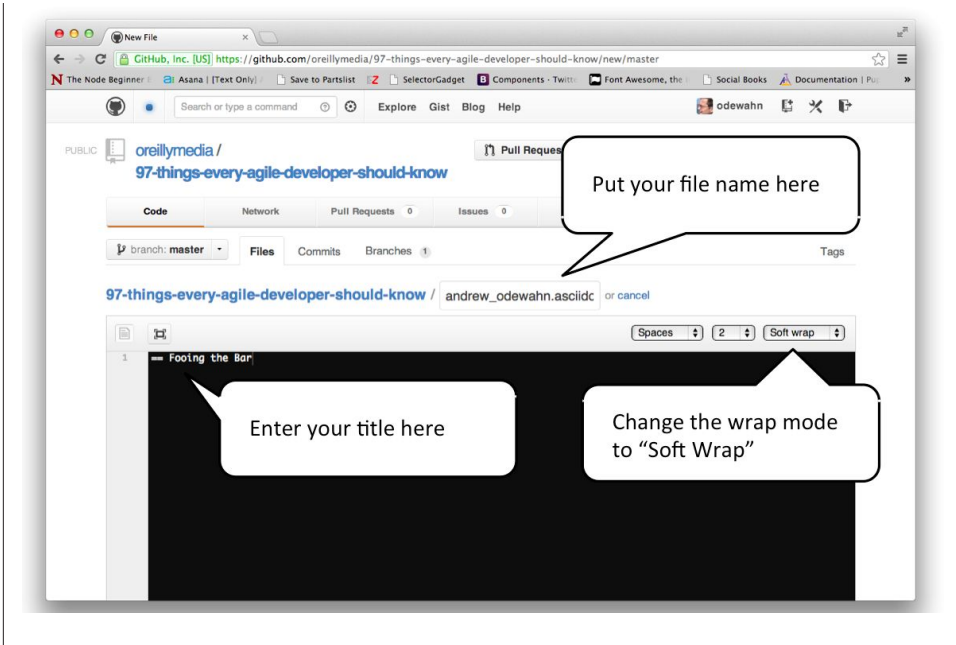 New File
GitHub, Inc. [US] https://github.com/oreillymedia/97-things-every-agile-developer-should-know/new/master
The Node Beginner Asana | [Text Only] Save to Partslist SelectorGadget Components · Twitte Font Awesome, the Social Books Documentation | Pu »
Search or type a command Explore Gist Blog Help odewahn
PUBLIC oreillymedia / Pull Reques
97-things-every-agile-developer-should-know
Put your file name here
Code Network Pull Requests 0 Issues 0
branch: master Files Commits Branches 1 Tags
97-things-every-agile-developer-should-know / andrew_odewahn.asciidc or cancel
Spaces 2 Soft wrap
1 == Fooing the Bar
Enter your title here
Change the wrap mode
to “Soft Wrap”